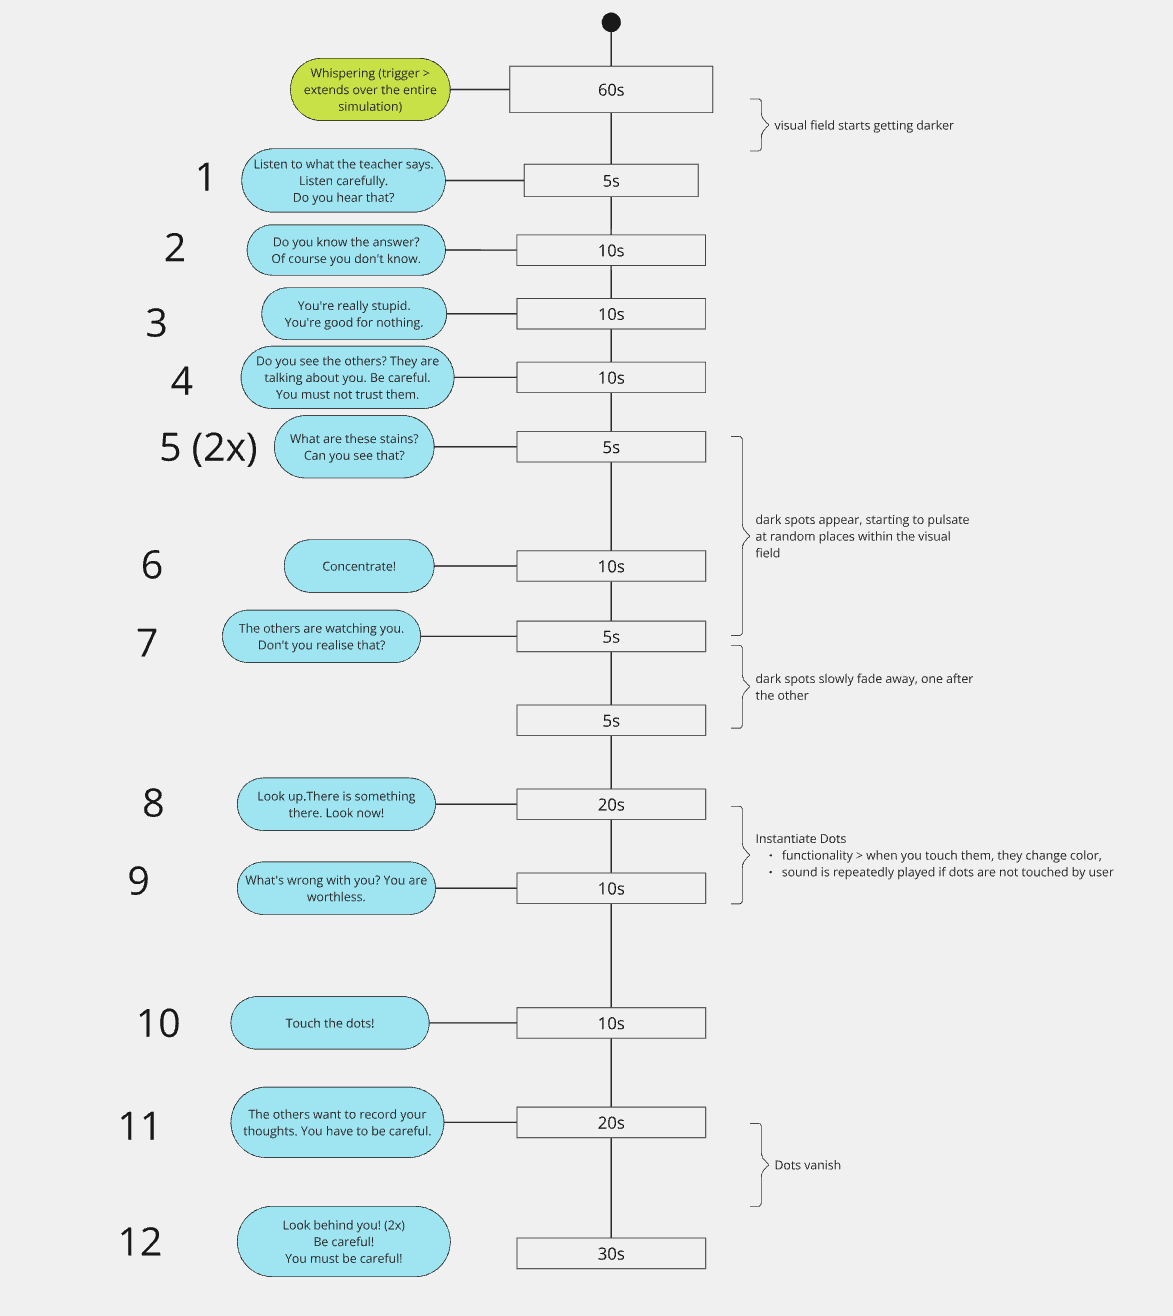 Whispering (trigger >
extends over the entire
simulation)
60s
visual field starts getting darker
1
Listen to what the teacher says.
Listen carefully.
Do you hear that?
5s
2
Do you know the answer?
Of course you don't know.
10s
3
You're really stupid.
You're good for nothing.
10s
4
Do you see the others? They are
talking about you. Be careful.
You must not trust them.
10s
5 (2x)
What are these stains?
Can you see that?
5s
dark spots appear, starting to pulsate
at random places within the visual
field
6
Concentrate!
10s
7
The others are watching you.
Don't you realise that?
5s
dark spots slowly fade away, one after
the other
5s
8
Look up.There is something
there. Look now!
20s
Instantiate Dots
• functionality > when you touch them, they change color,
• sound is repeatedly played if dots are not touched by user
9
What's wrong with you? You are
worthless.
10s
10
Touch the dots!
10s
11
The others want to record your
thoughts. You have to be careful.
20s
Dots vanish
12
Look behind you! (2x)
Be careful!
You must be careful!
30s